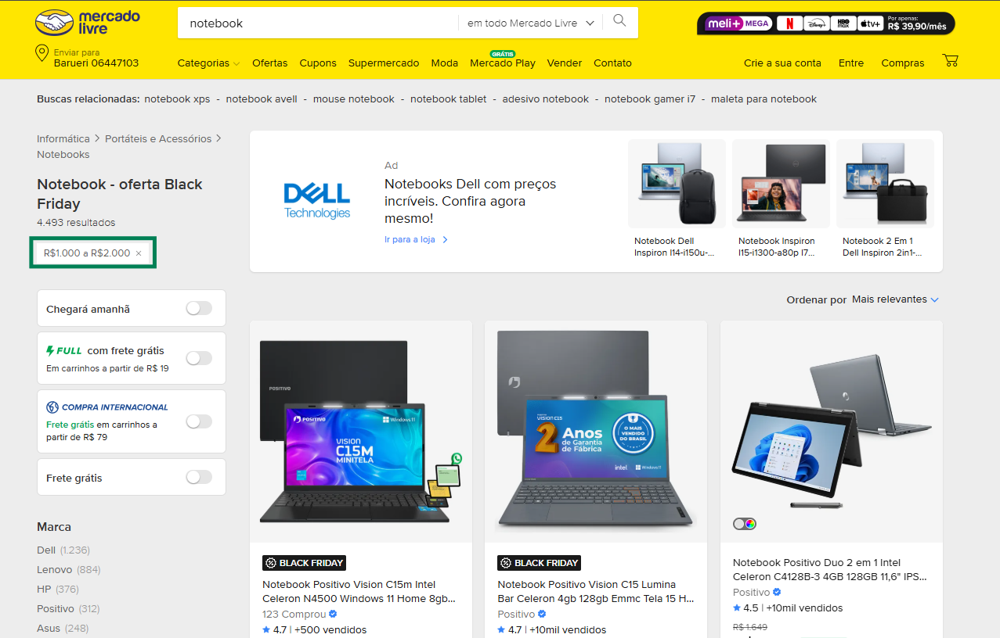 mercado
livre
notebook
em todo Mercado Livre
meli+ MEGA
N
Disney+
HBO
max
tv+
Por apenas:
R$ 39,90/mês
Enviar para
Barueri 06447103
Categorias
Ofertas
Cupons
Supermercado
Moda
GRÁTIS
Mercado Play
Vender
Contato
Crie a sua conta
Entre
Compras
Buscas relacionadas: notebook xps - notebook avell - mouse notebook - notebook tablet - adesivo notebook - notebook gamer i7 - maleta para notebook
Informática > Portáteis e Acessórios >
Notebooks
Notebook - oferta Black
Friday
4.493 resultados
R$1.000 a R$2.000 ×
DELL
Technologies
Ad
Notebooks Dell com preços
incríveis. Confira agora
mesmo!
Ir para a loja
Notebook Dell
Inspiron I14-i150u-...
Notebook Inspiron
I15-i1300-a80p I7...
Notebook 2 Em 1
Dell Inspiron 2in1-...
Ordenar por Mais relevantes
Chegará amanhã
FULL com frete grátis
Em carrinhos a partir de R$ 19
COMPRA INTERNACIONAL
Frete grátis em carrinhos a
partir de R$ 79
Frete grátis
Marca
Dell (1.236)
Lenovo (884)
HP (376)
Positivo (312)
Asus (248)
POSITIVO
POSITIVO
Windows 11
VISION
C15M
MINITELA
BLACK FRIDAY
Notebook Positivo Vision C15m Intel
Celeron N4500 Windows 11 Home 8gb...
123 Comprou
4.7 | +500 vendidos
VISION C15
2 Anos
de Garantia
de Fábrica
O MAIS
VENDIDO
DO BRASIL
intel
Windows 11
BLACK FRIDAY
Notebook Positivo Vision C15 Lumina
Bar Celeron 4gb 128gb Emmc Tela 15 H...
Positivo
4.7 | +10mil vendidos
Notebook Positivo Duo 2 em 1 Intel
Celeron C4128B-3 4GB 128GB 11,6" IPS...
Positivo
4.5 | +10mil vendidos
R$ 1.649